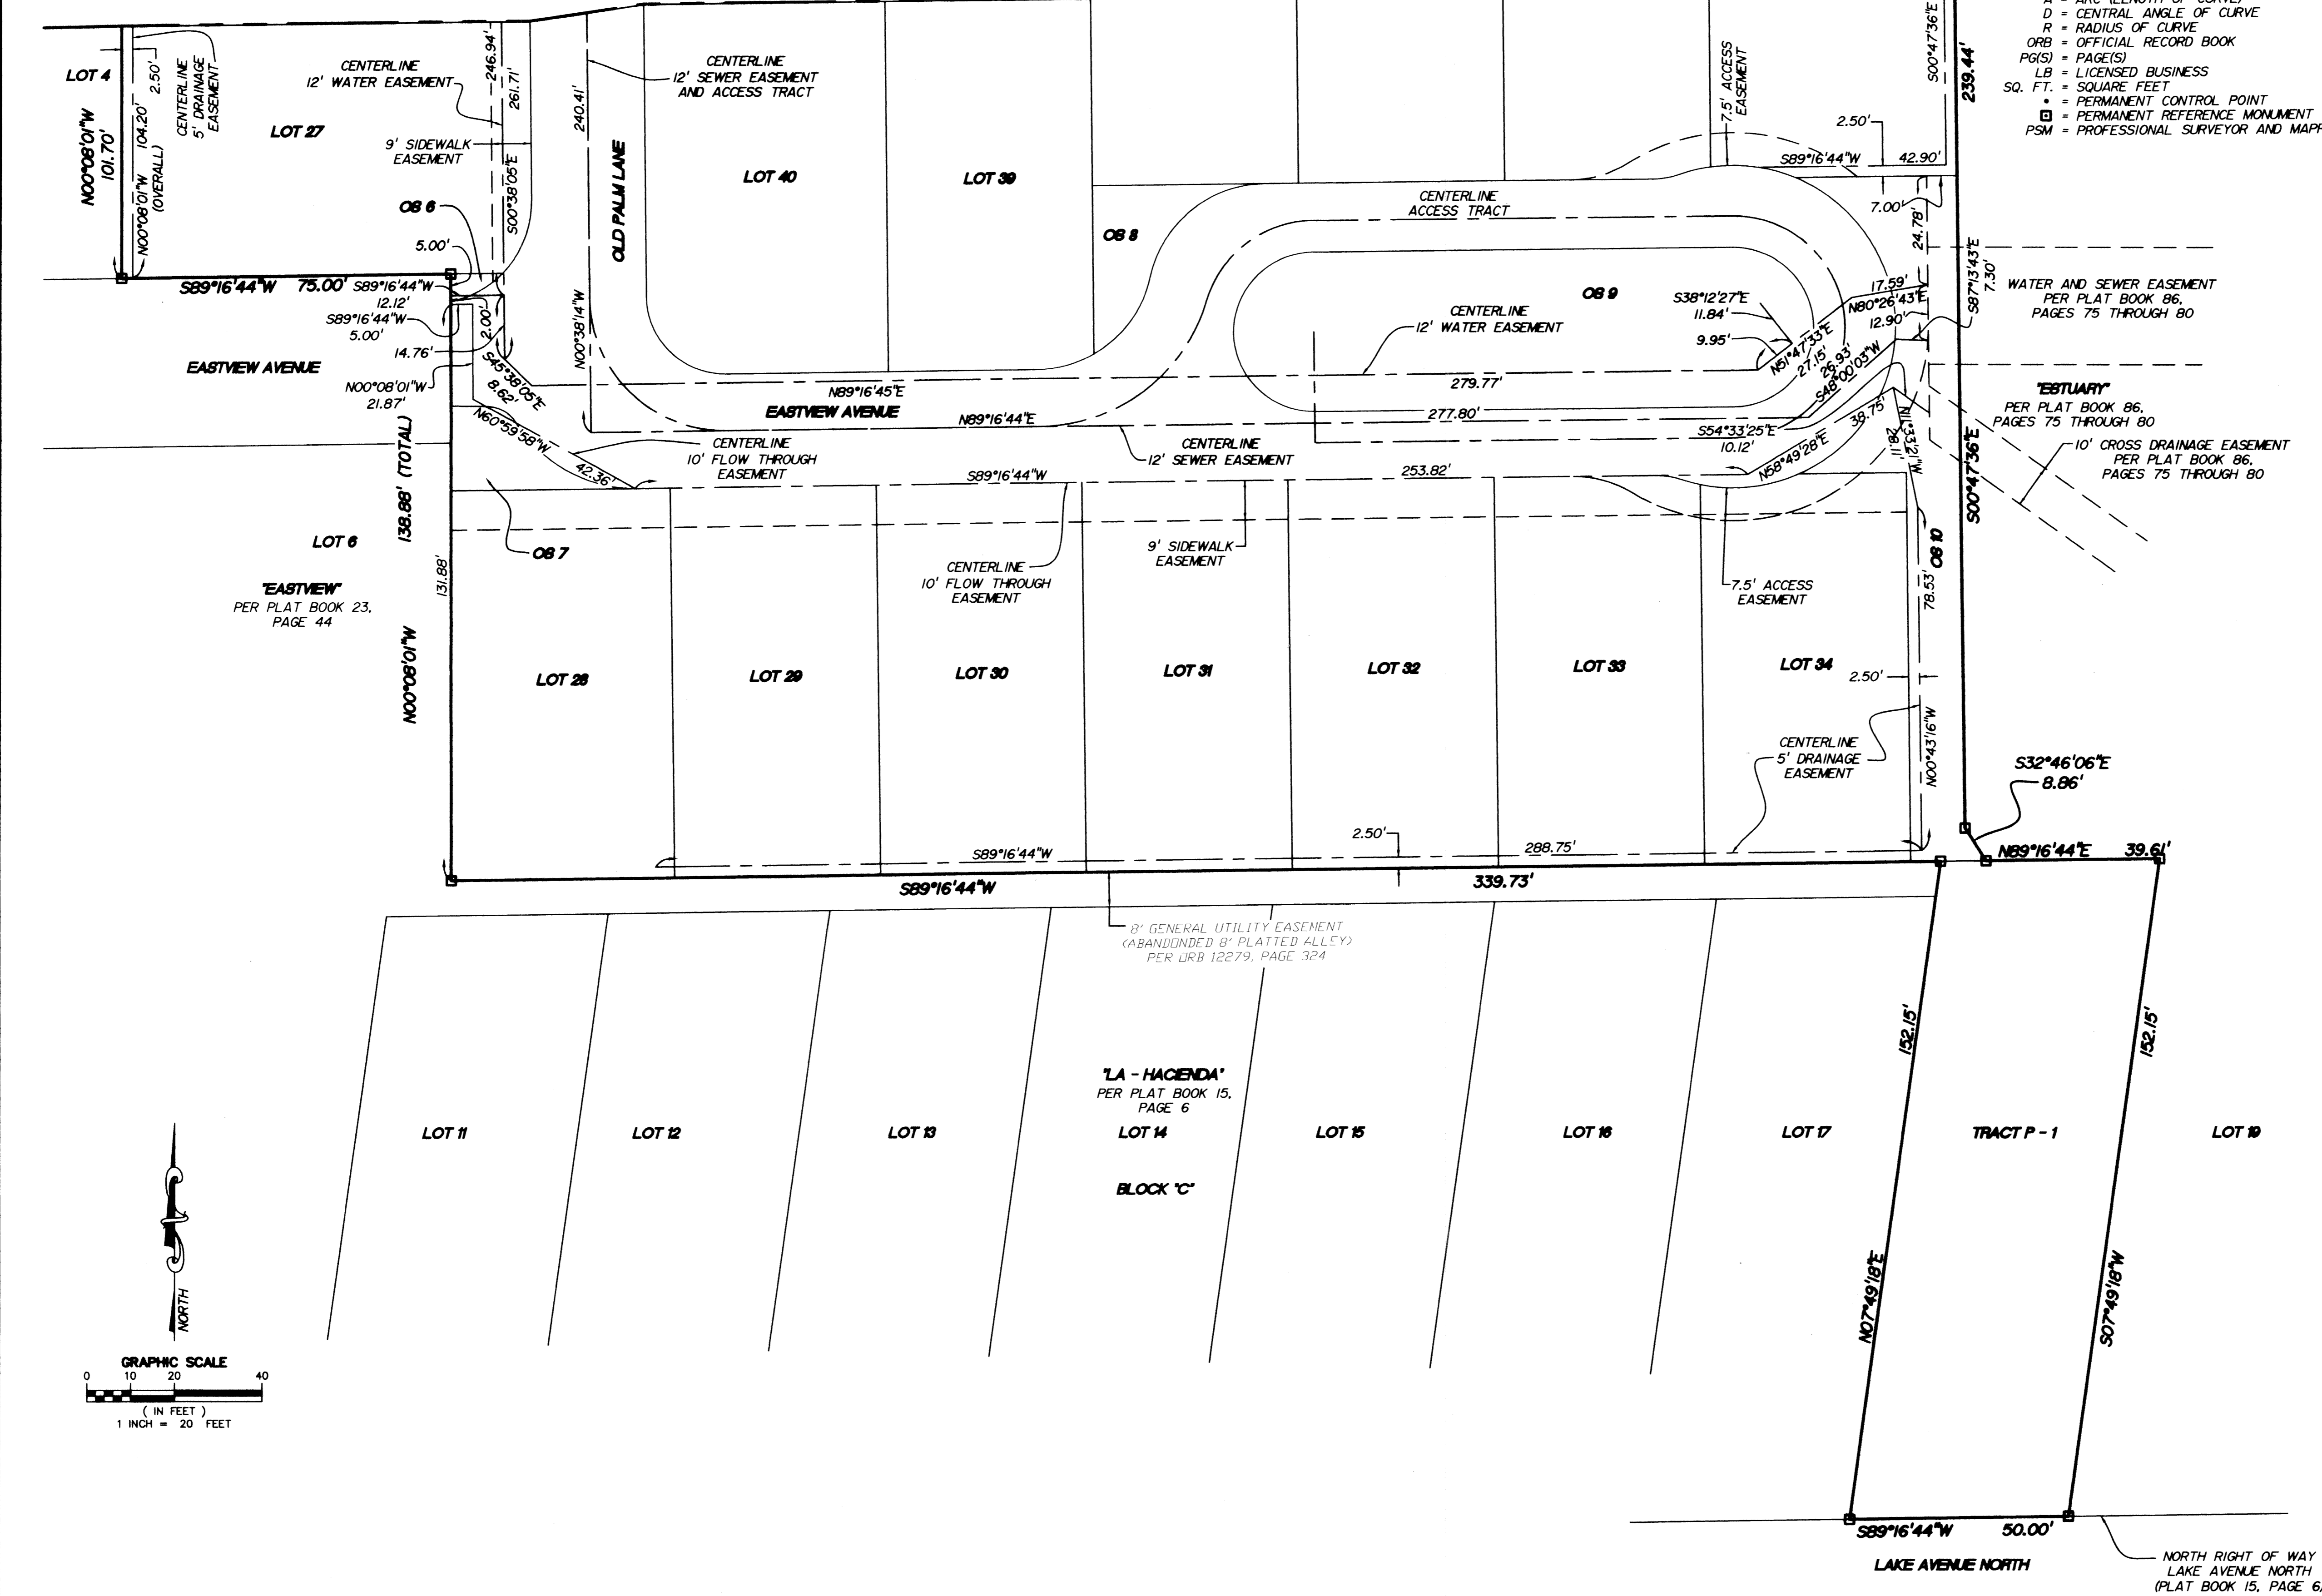 A = ARC (LENGTH OF CURVE)
D = CENTRAL ANGLE OF CURVE
R = RADIUS OF CURVE
ORB = OFFICIAL RECORD BOOK
PG(S) = PAGE(S)
LB = LICENSED BUSINESS
SQ. FT. = SQUARE FEET
• = PERMANENT CONTROL POINT
⊡ = PERMANENT REFERENCE MONUMENT
PSM = PROFESSIONAL SURVEYOR AND MAPP
LOT 4
N00°08'01"W
101.70'
N00°08'01"W 104.20'
(OVERALL)
2.50'
CENTERLINE
5' DRAINAGE
EASEMENT
LOT 27
CENTERLINE
12' WATER EASEMENT
246.94'
261.71'
9' SIDEWALK
EASEMENT
S00°38'05"E
OB 6
5.00'
CENTERLINE
12' SEWER EASEMENT
AND ACCESS TRACT
240.41'
OLD PALM LANE
N00°38'14"W
LOT 40
LOT 39
OB 8
7.5' ACCESS
EASEMENT
2.50'
S89°16'44"W
42.90'
S00°47'36"E
239.44'
7.00'
24.78'
CENTERLINE
ACCESS TRACT
S87°13'43"E
7.30'
WATER AND SEWER EASEMENT
PER PLAT BOOK 86,
PAGES 75 THROUGH 80
S89°16'44"W 75.00'
S89°16'44"W
12.12'
S89°16'44"W
5.00'
2.00'
14.76'
EASTVIEW AVENUE
N00°08'01"W
21.87'
S45°38'05"E
8.62'
N60°59'58"W
42.36'
OB 9
CENTERLINE
12' WATER EASEMENT
S38°12'27"E
11.84'
9.95'
17.59'
N80°26'43"E
12.90'
N51°47'33"E
27.15'
26.93'
S48°00'03"W
279.77'
N89°16'45"E
EASTVIEW AVENUE
N89°16'44"E
277.80'
CENTERLINE
10' FLOW THROUGH
EASEMENT
CENTERLINE
12' SEWER EASEMENT
S54°33'25"E
10.12'
N58°49'28"E
38.75'
N11°33'21"W
28.11'
S89°16'44"W
253.82'
"ESTUARY"
PER PLAT BOOK 86,
PAGES 75 THROUGH 80
10' CROSS DRAINAGE EASEMENT
PER PLAT BOOK 86,
PAGES 75 THROUGH 80
S00°47'36"E
138.88' (TOTAL)
131.88'
N00°08'01"W
LOT 6
"EASTVIEW"
PER PLAT BOOK 23,
PAGE 44
OB 7
CENTERLINE
10' FLOW THROUGH
EASEMENT
9' SIDEWALK
EASEMENT
7.5' ACCESS
EASEMENT
OB 10
78.53'
LOT 28
LOT 29
LOT 30
LOT 31
LOT 32
LOT 33
LOT 34
2.50'
CENTERLINE
5' DRAINAGE
EASEMENT
N00°43'16"W
S32°46'06"E
8.86'
2.50'
S89°16'44"W
288.75'
N89°16'44"E 39.61'
S89°16'44"W
339.73'
8' GENERAL UTILITY EASEMENT
(ABANDONDED 8' PLATTED ALLEY)
PER ORB 12279, PAGE 324
152.15'
152.15'
"LA - HACIENDA"
PER PLAT BOOK 15,
PAGE 6
LOT 11
LOT 12
LOT 13
LOT 14
LOT 15
LOT 16
LOT 17
TRACT P - 1
LOT 19
BLOCK "C"
N07°49'18"E
S07°49'18"W
NORTH
GRAPHIC SCALE
0 10 20 40
( IN FEET )
1 INCH = 20 FEET
S89°16'44"W 50.00'
LAKE AVENUE NORTH
NORTH RIGHT OF WAY
LAKE AVENUE NORTH
(PLAT BOOK 15, PAGE 6)